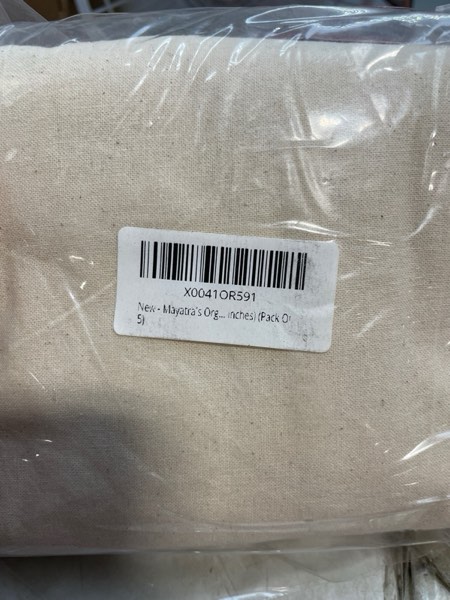 X0041OR591
New - Mayatra's Org... inches) (Pack Of
5)